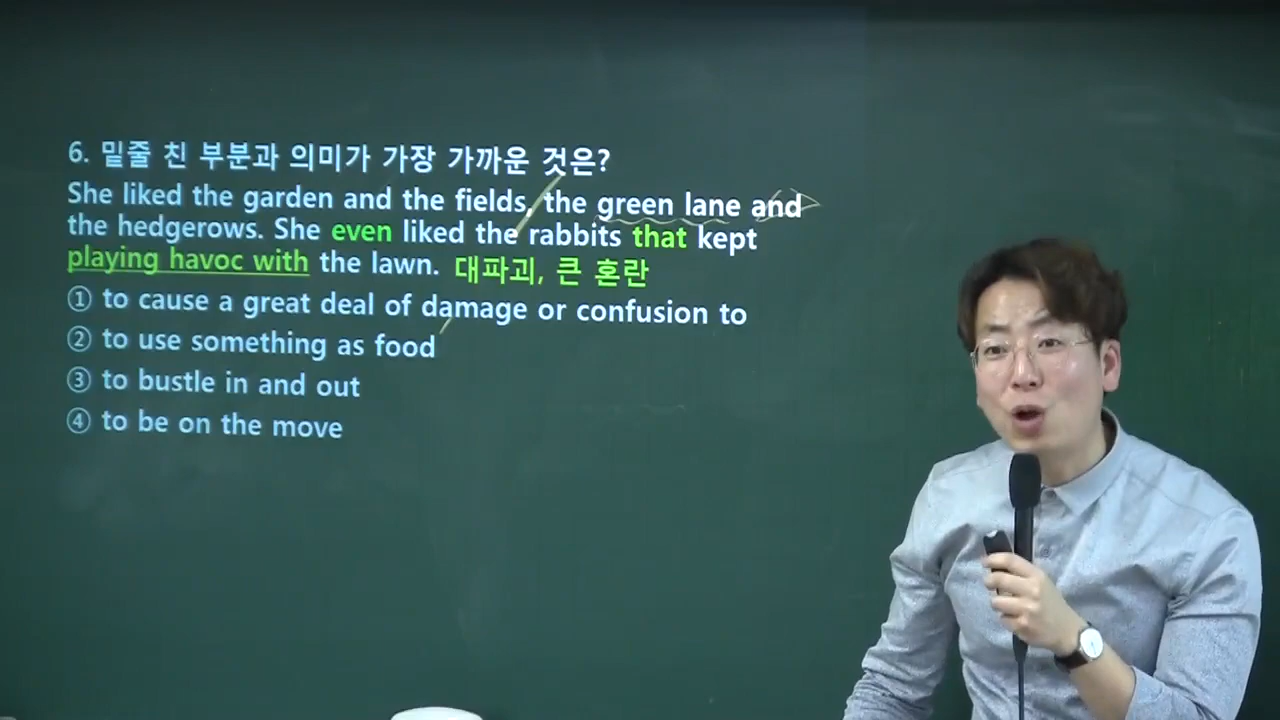 6. 밑줄 친 부분과 의미가 가장 가까운 것은?
She liked the garden and the fields, the green lane and
the hedgerows. She even liked the rabbits that kept
playing havoc with the lawn. 대파괴, 큰 혼란
① to cause a great deal of damage or confusion to
② to use something as food
③ to bustle in and out
④ to be on the move